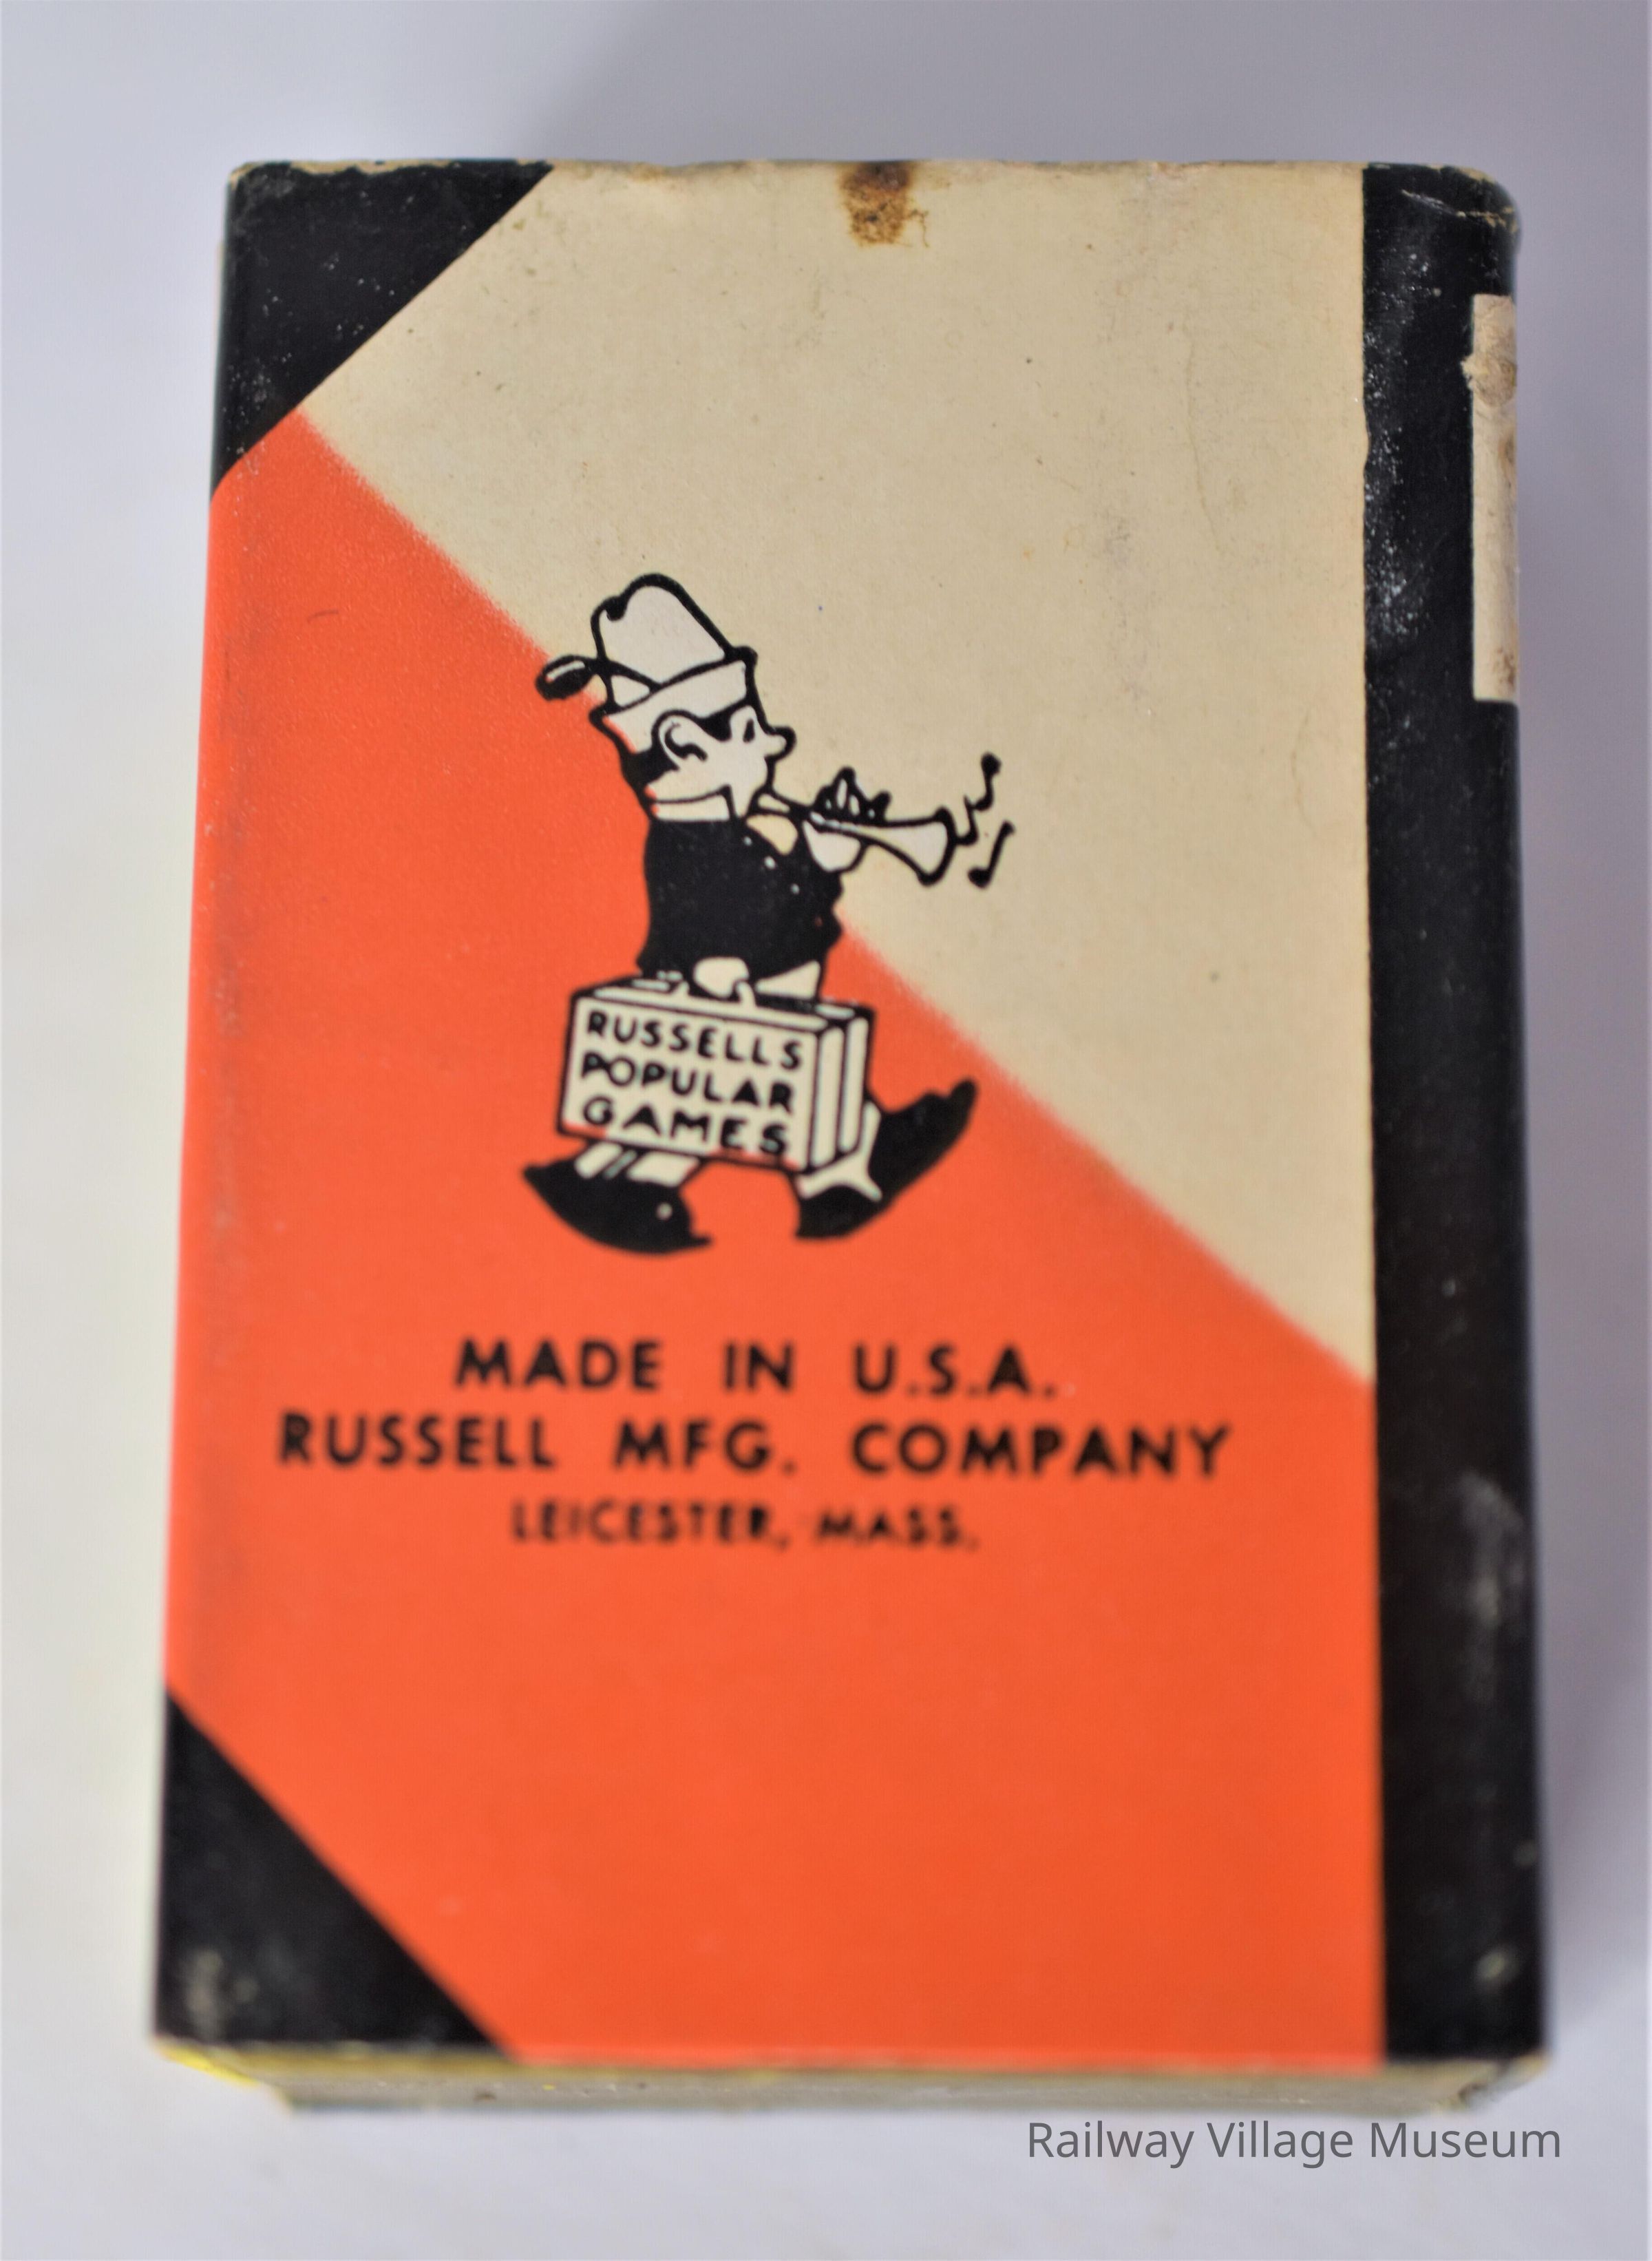 RUSSELLS
POPULAR
GAMES
MADE IN U.S.A.
RUSSELL MFG. COMPANY
LEICESTER, MASS.
Railway Village Museum